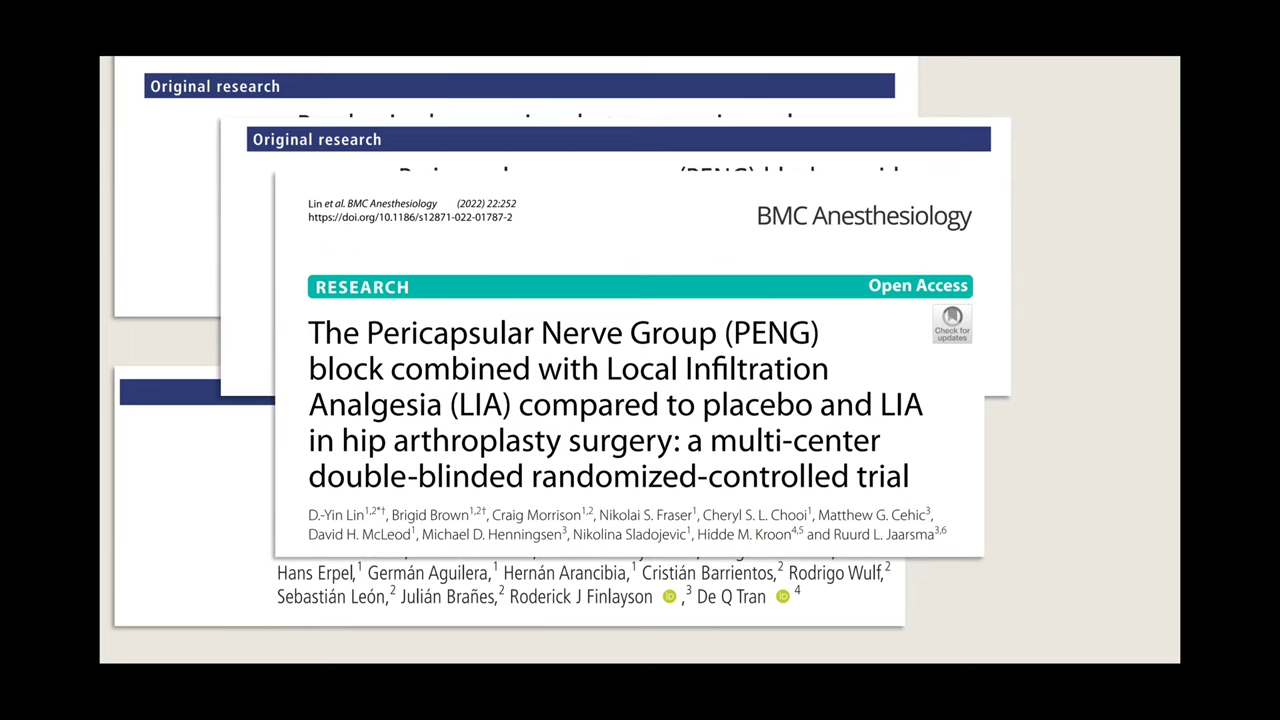 Original research
Original research
(PENG)
Lin et al. BMC Anesthesiology (2022) 22:252
https://doi.org/10.1186/s12871-022-01787-2
BMC Anesthesiology
RESEARCH
Open Access
Check for
updates
The Pericapsular Nerve Group (PENG)
block combined with Local Infiltration
Analgesia (LIA) compared to placebo and LIA
in hip arthroplasty surgery: a multi-center
double-blinded randomized-controlled trial
D.-Yin Lin1,2*†, Brigid Brown1,2†, Craig Morrison1,2, Nikolai S. Fraser1, Cheryl S. L. Chooi1, Matthew G. Cehic3,
David H. McLeod1, Michael D. Henningsen3, Nikolina Sladojevic1, Hidde M. Kroon4,5 and Ruurd L. Jaarsma3,6
Hans Erpel,1 Germán Aguilera,1 Hernán Arancibia,1 Cristián Barrientos,2 Rodrigo Wulf,2
Sebastián León,2 Julián Brañes,2 Roderick J Finlayson iD ,3 De Q Tran iD 4